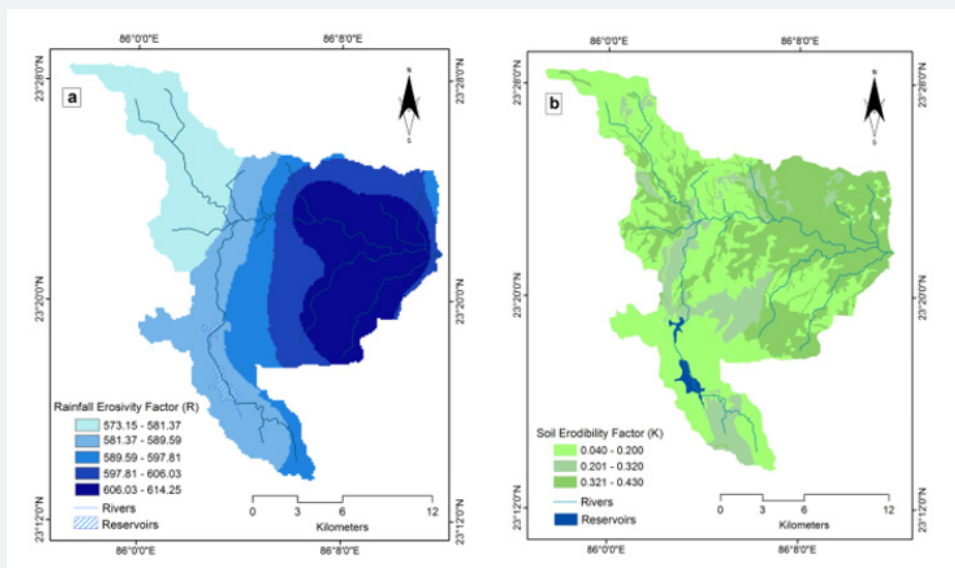 86°0'0"E 86°8'0"E
23°28'0"N 23°28'0"N
a
N
S
23°20'0"N 23°20'0"N
Rainfall Erosivity Factor (R)
573.15 - 581.37
581.37 - 589.59
589.59 - 597.81
597.81 - 606.03
606.03 - 614.25
Rivers
Reservoirs
0 3 6 12
Kilometers
23°12'0"N 23°12'0"N
86°0'0"E 86°8'0"E
86°0'0"E 86°8'0"E
23°28'0"N 23°28'0"N
b
N
S
23°20'0"N 23°20'0"N
Soil Erodibility Factor (K)
0.040 - 0.200
0.201 - 0.320
0.321 - 0.430
Rivers
Reservoirs
0 3 6 12
Kilometers
23°12'0"N 23°12'0"N
86°0'0"E 86°8'0"E